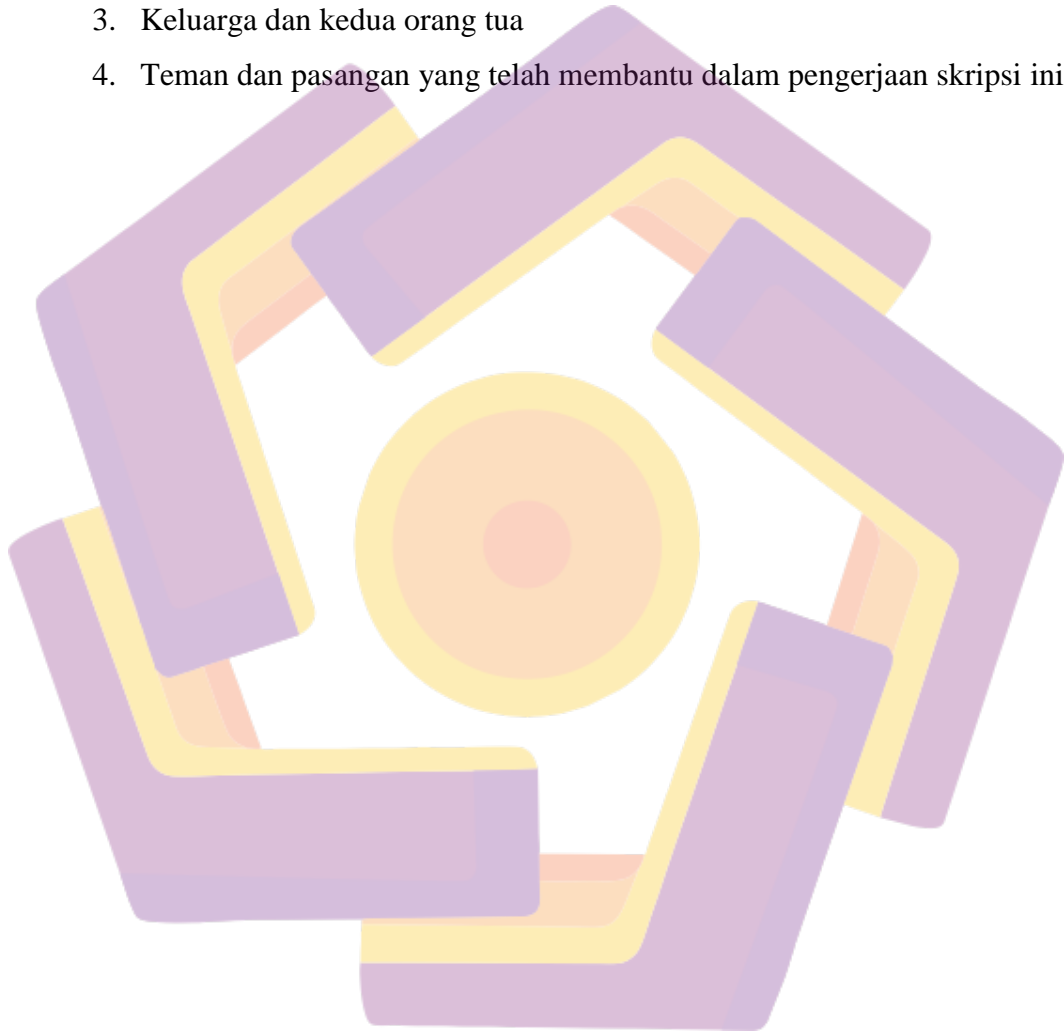 3. Keluarga dan kedua orang tua
4. Teman dan pasangan yang telah membantu dalam pengerjaan skripsi ini